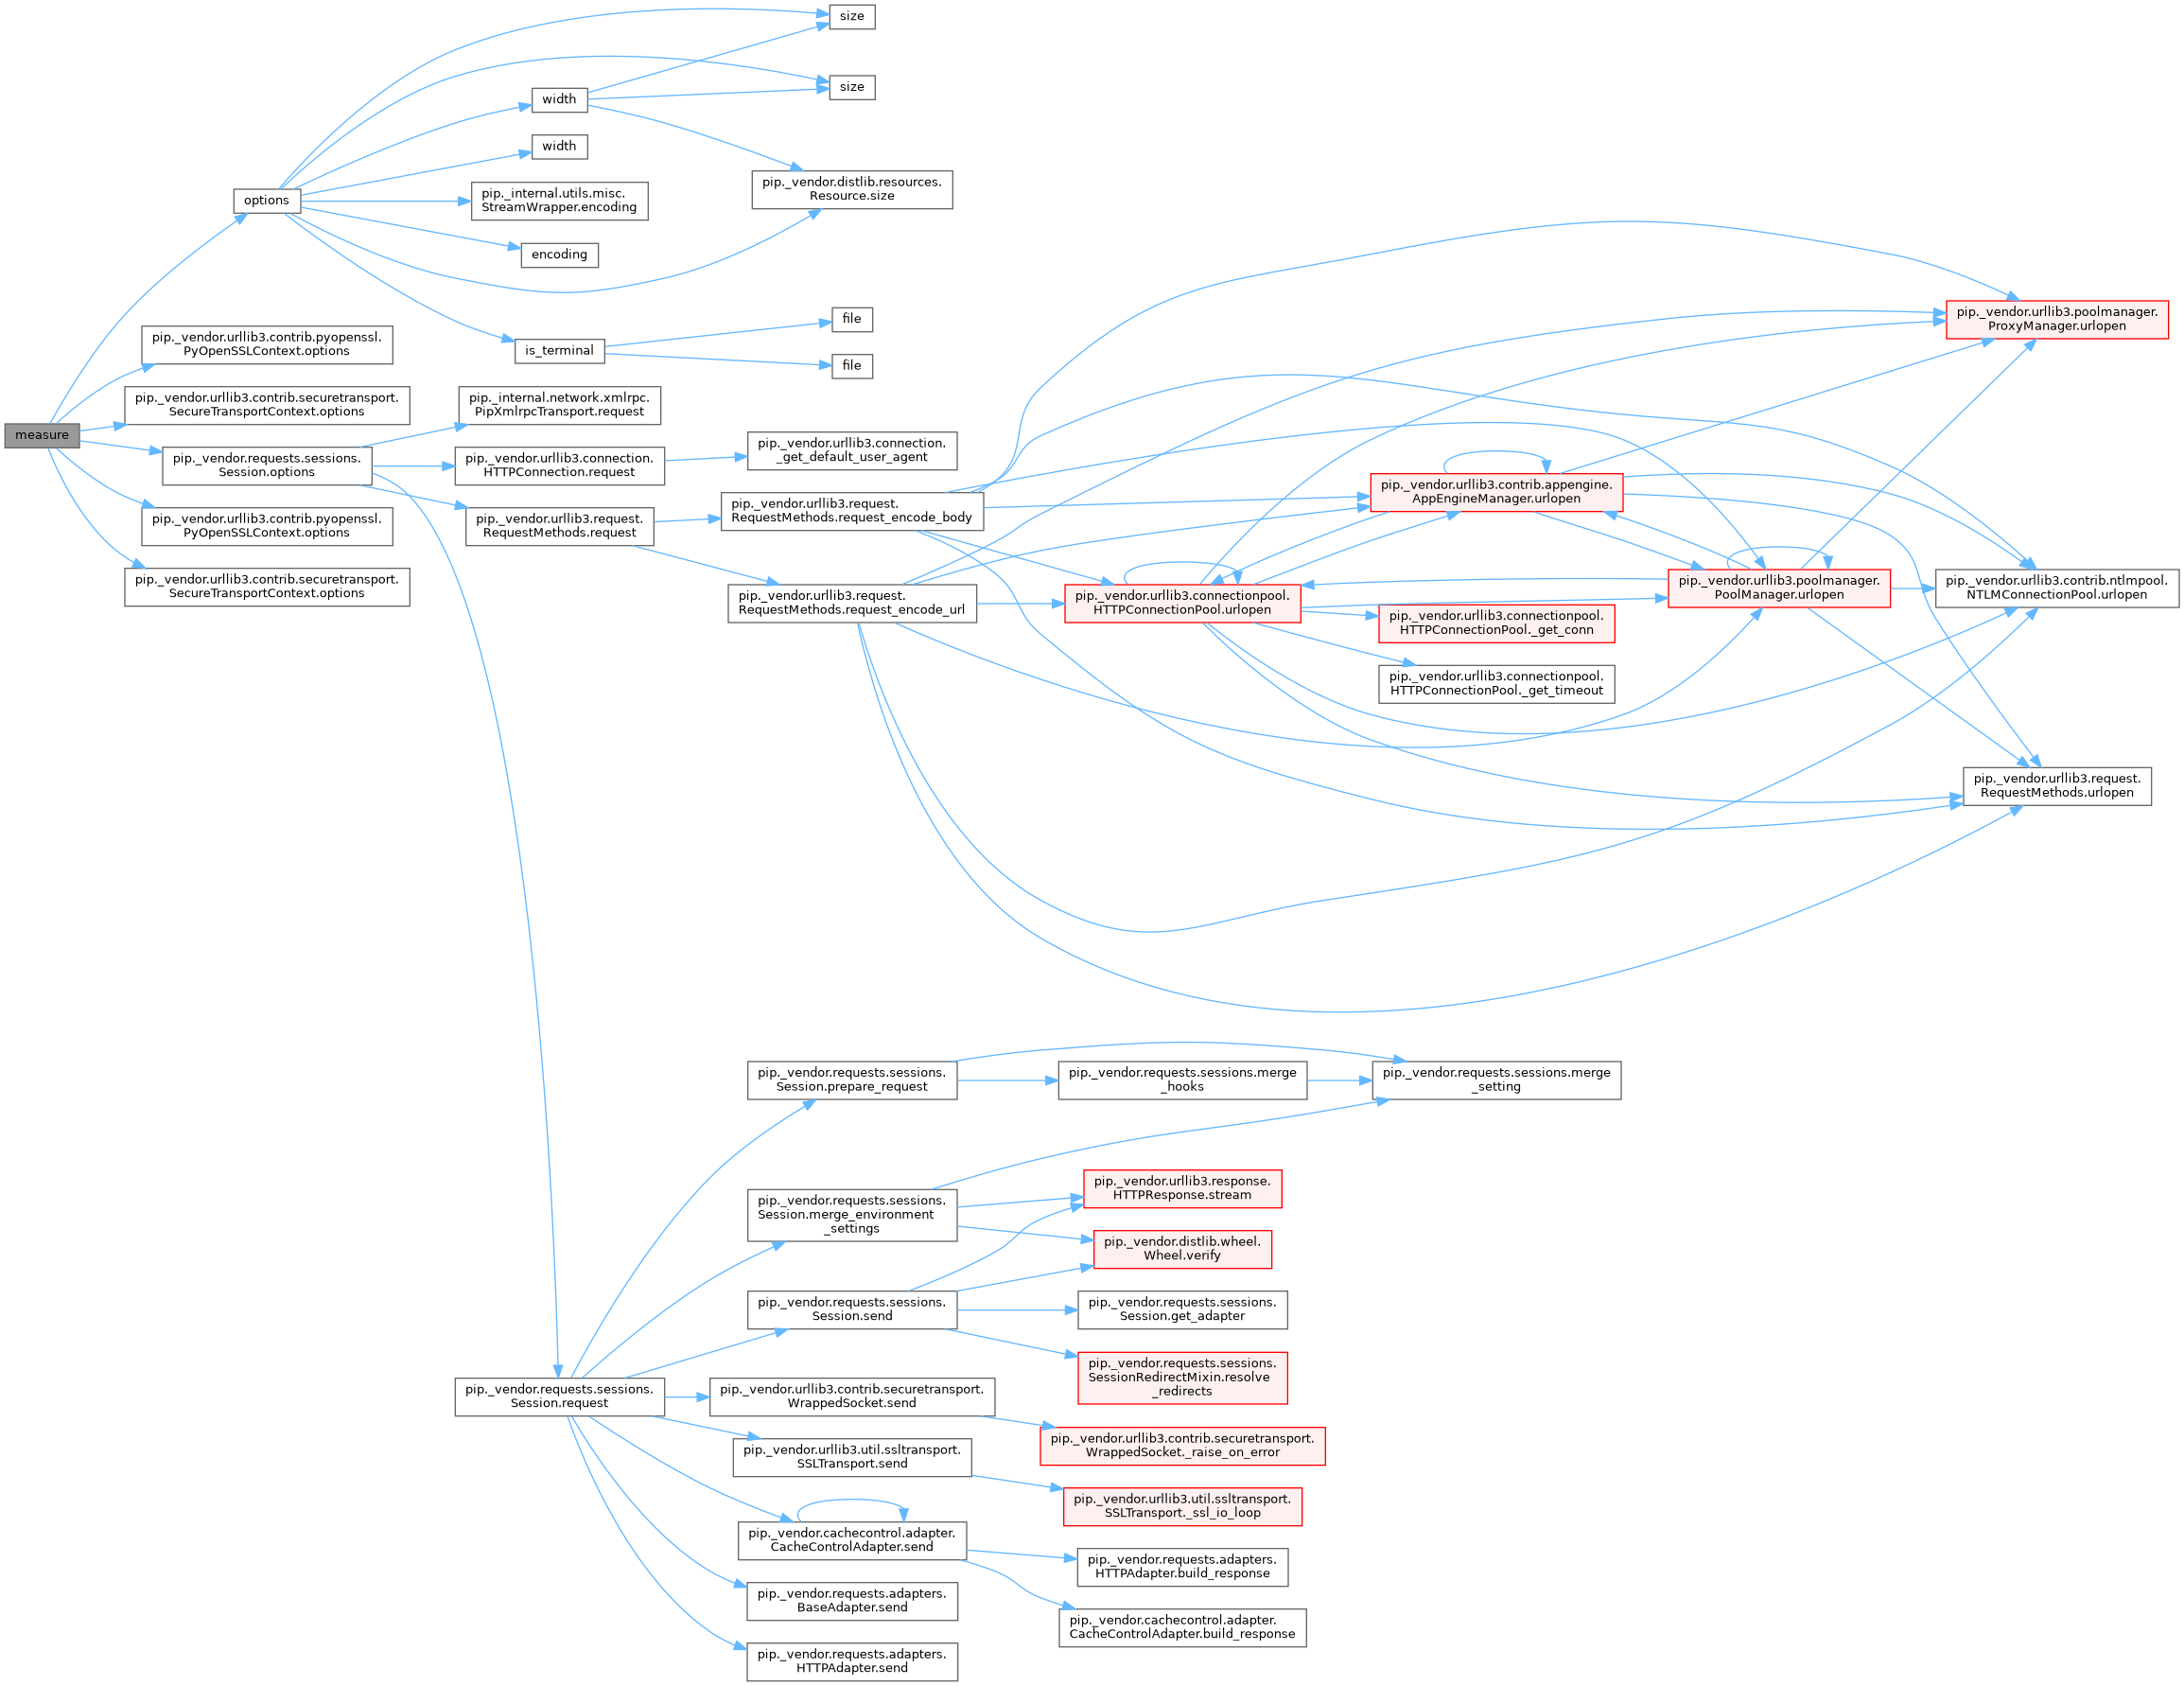 size
size
width
width
pip._vendor.distlib.resources.
Resource.size
options
pip._internal.utils.misc.
StreamWrapper.encoding
encoding
file
is_terminal
file
pip._vendor.urllib3.contrib.pyopenssl.
PyOpenSSLContext.options
pip._vendor.urllib3.poolmanager.
ProxyManager.urlopen
pip._vendor.urllib3.contrib.securetransport.
SecureTransportContext.options
pip._internal.network.xmlrpc.
PipXmlrpcTransport.request
measure
pip._vendor.requests.sessions.
Session.options
pip._vendor.urllib3.connection.
HTTPConnection.request
pip._vendor.urllib3.connection.
_get_default_user_agent
pip._vendor.urllib3.contrib.pyopenssl.
PyOpenSSLContext.options
pip._vendor.urllib3.request.
RequestMethods.request
pip._vendor.urllib3.request.
RequestMethods.request_encode_body
pip._vendor.urllib3.contrib.appengine.
AppEngineManager.urlopen
pip._vendor.urllib3.contrib.securetransport.
SecureTransportContext.options
pip._vendor.urllib3.request.
RequestMethods.request_encode_url
pip._vendor.urllib3.connectionpool.
HTTPConnectionPool.urlopen
pip._vendor.urllib3.poolmanager.
PoolManager.urlopen
pip._vendor.urllib3.contrib.ntlmpool.
NTLMConnectionPool.urlopen
pip._vendor.urllib3.connectionpool.
HTTPConnectionPool._get_conn
pip._vendor.urllib3.connectionpool.
HTTPConnectionPool._get_timeout
pip._vendor.urllib3.request.
RequestMethods.urlopen
pip._vendor.requests.sessions.
Session.prepare_request
pip._vendor.requests.sessions.merge
_hooks
pip._vendor.requests.sessions.merge
_setting
pip._vendor.requests.sessions.
Session.merge_environment
_settings
pip._vendor.urllib3.response.
HTTPResponse.stream
pip._vendor.distlib.wheel.
Wheel.verify
pip._vendor.requests.sessions.
Session.send
pip._vendor.requests.sessions.
Session.get_adapter
pip._vendor.requests.sessions.
SessionRedirectMixin.resolve
_redirects
pip._vendor.requests.sessions.
Session.request
pip._vendor.urllib3.contrib.securetransport.
WrappedSocket.send
pip._vendor.urllib3.contrib.securetransport.
WrappedSocket._raise_on_error
pip._vendor.urllib3.util.ssltransport.
SSLTransport.send
pip._vendor.urllib3.util.ssltransport.
SSLTransport._ssl_io_loop
pip._vendor.cachecontrol.adapter.
CacheControlAdapter.send
pip._vendor.requests.adapters.
HTTPAdapter.build_response
pip._vendor.requests.adapters.
BaseAdapter.send
pip._vendor.cachecontrol.adapter.
CacheControlAdapter.build_response
pip._vendor.requests.adapters.
HTTPAdapter.send